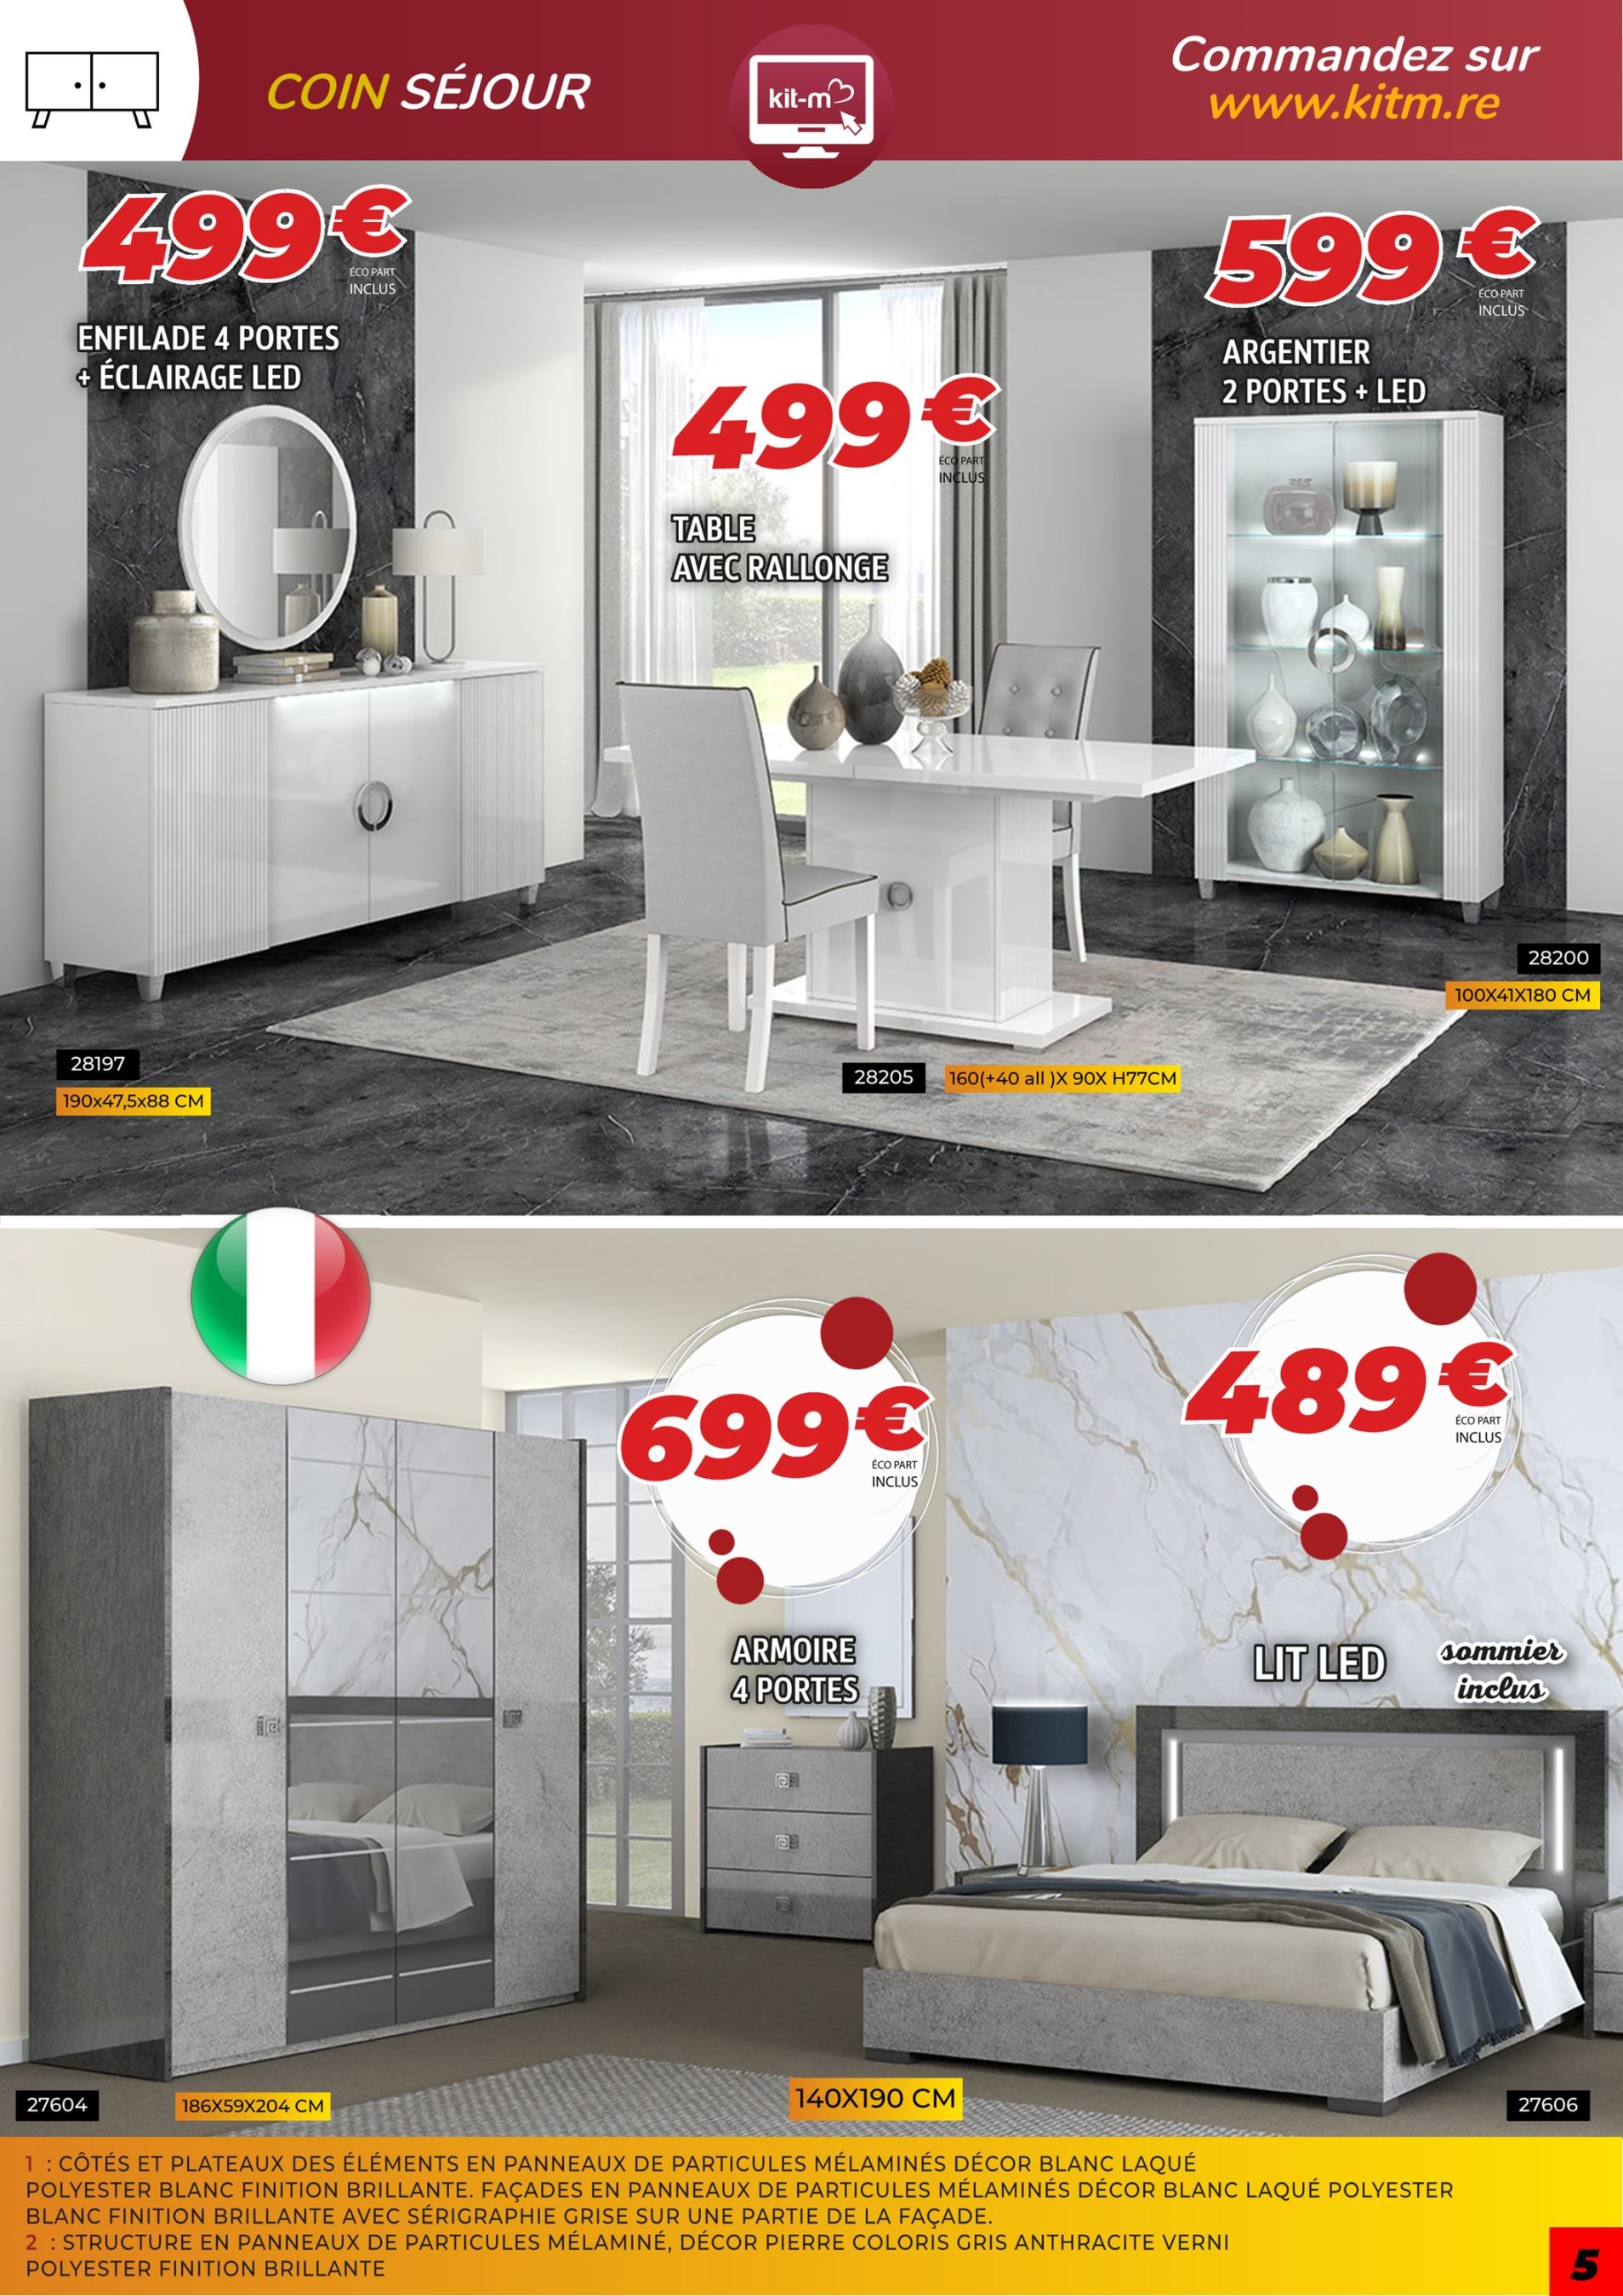 COIN SÉJOUR
kit-m
Commandez sur
www.kitm.re
499€
ÉCO PART
INCLUS
ENFILADE 4 PORTES
+ ÉCLAIRAGE LED
499€
ÉCO PART
INCLUS
TABLE
AVEC RALLONGE
599€
ÉCO PART
INCLUS
ARGENTIER
2 PORTES + LED
28200
100X41X180 CM
28197
190x47,5x88 CM
28205
160(+40 all )X 90X H77CM
699€
ÉCO PART
INCLUS
ARMOIRE
4 PORTES
489€
ÉCO PART
INCLUS
LIT LED
sommier
inclus
27604
186X59X204 CM
140X190 CM
27606
1 : CÔTÉS ET PLATEAUX DES ÉLÉMENTS EN PANNEAUX DE PARTICULES MÉLAMINÉS DÉCOR BLANC LAQUÉ
POLYESTER BLANC FINITION BRILLANTE. FAÇADES EN PANNEAUX DE PARTICULES MÉLAMINÉS DÉCOR BLANC LAQUÉ POLYESTER
BLANC FINITION BRILLANTE AVEC SÉRIGRAPHIE GRISE SUR UNE PARTIE DE LA FAÇADE.
2 : STRUCTURE EN PANNEAUX DE PARTICULES MÉLAMINÉ, DÉCOR PIERRE COLORIS GRIS ANTHRACITE VERNI
POLYESTER FINITION BRILLANTE
5